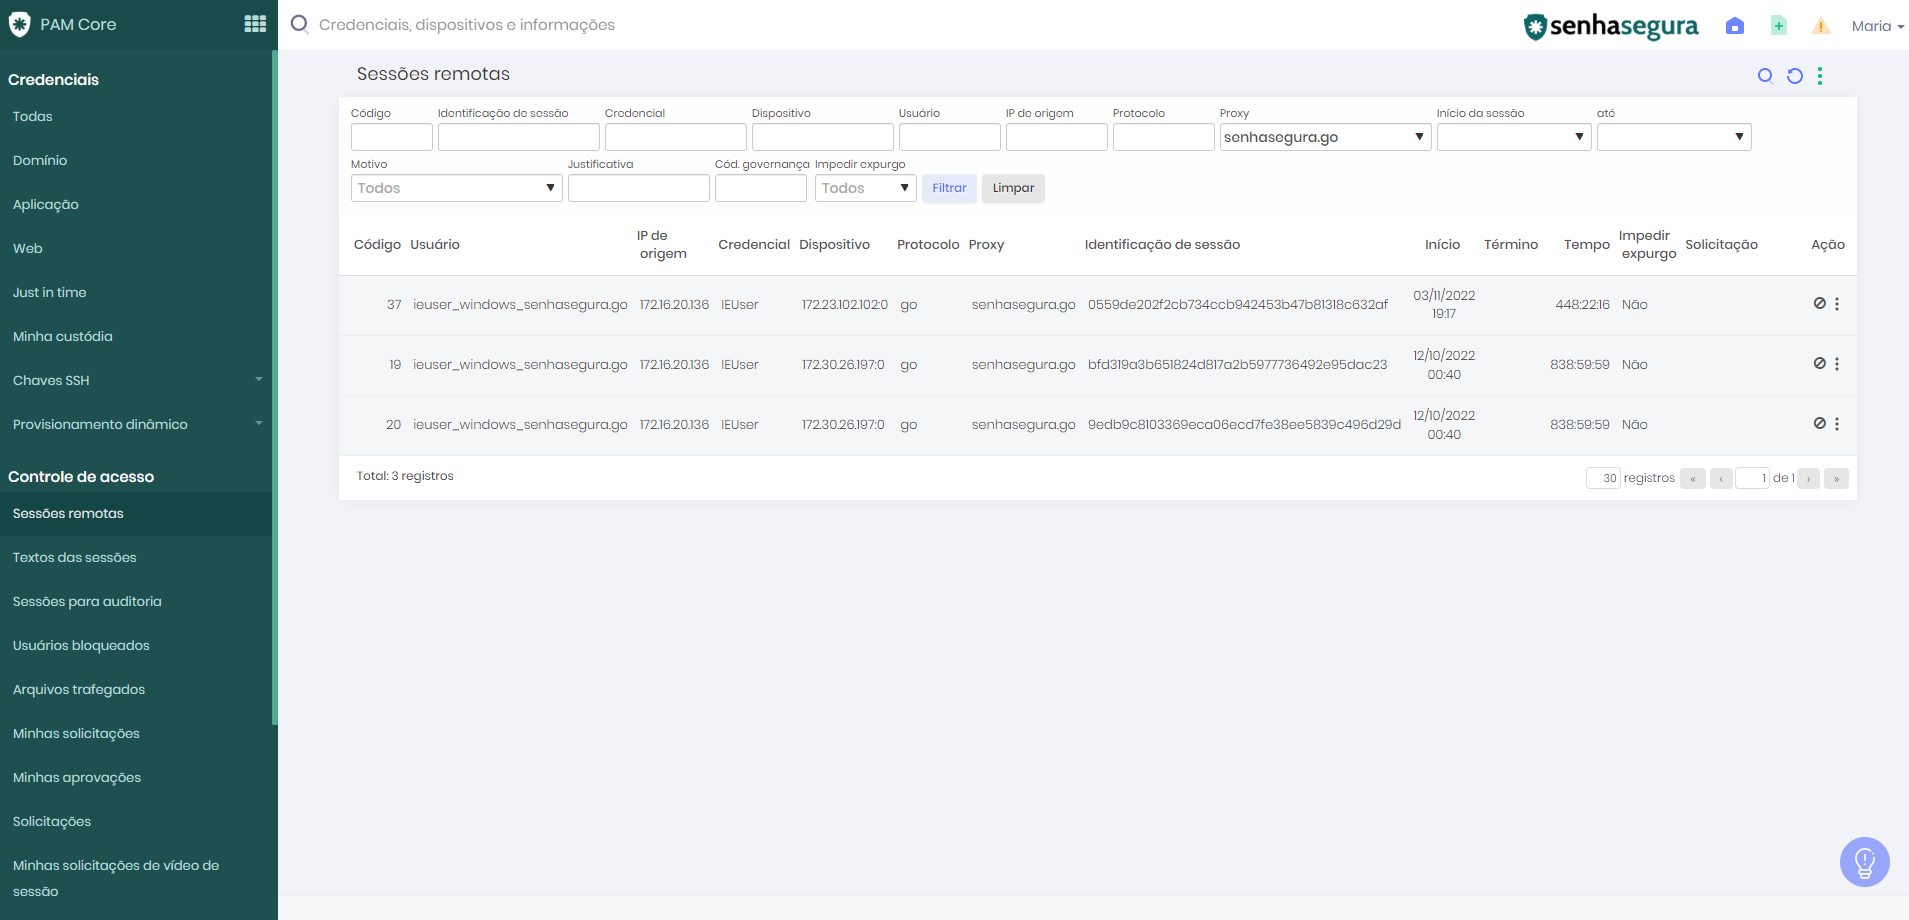 PAM Core
Credenciais, dispositivos e informações
senhasegura
Maria
Credenciais
Todas
Domínio
Aplicação
Web
Just in time
Minha custódia
Chaves SSH
Provisionamento dinâmico
Controle de acesso
Sessões remotas
Textos das sessões
Sessões para auditoria
Usuários bloqueados
Arquivos trafegados
Minhas solicitações
Minhas aprovações
Solicitações
Minhas solicitações de vídeo de
sessão
Sessões remotas
Código Identificação de sessão Credencial Dispositivo Usuário IP de origem Protocolo Proxy Início da sessão até
senhasegura.go
Motivo Justificativa Cód. governança Impedir expurgo
Todos Todos Filtrar Limpar
Código Usuário IP de origem Credencial Dispositivo Protocolo Proxy Identificação de sessão Início Término Tempo Impedir expurgo Solicitação Ação
37 ieuser_windows_senhasegura.go 172.16.20.136 IEUser 172.23.102.102:0 go senhasegura.go 0559de202f2cb734ccb942453b47b81318c632af 03/11/2022 19:17 448:22:16 Não
19 ieuser_windows_senhasegura.go 172.16.20.136 IEUser 172.30.26.197:0 go senhasegura.go bfd319a3b651824d817a2b5977736492e95dac23 12/10/2022 00:40 838:59:59 Não
20 ieuser_windows_senhasegura.go 172.16.20.136 IEUser 172.30.26.197:0 go senhasegura.go 9edb9c8103369eca06ecd7fe38ee5839c496d29d 12/10/2022 00:40 838:59:59 Não
Total: 3 registros
30 registros « ‹ 1 de 1 › »